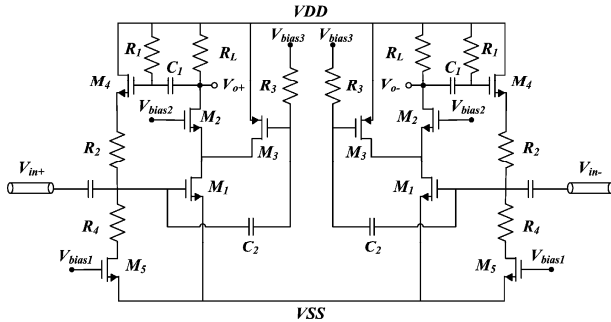 VDD
R1 RL Vbias3 Vbias3 RL R1
C1 C1
M4 Vo+ R3 R3 Vo- M4
Vbias2 M2 M2 Vbias2
R2 M3 M3 R2
Vin+ M1 M1 Vin-
R4 C2 C2 R4
Vbias1 M5 M5 Vbias1
VSS